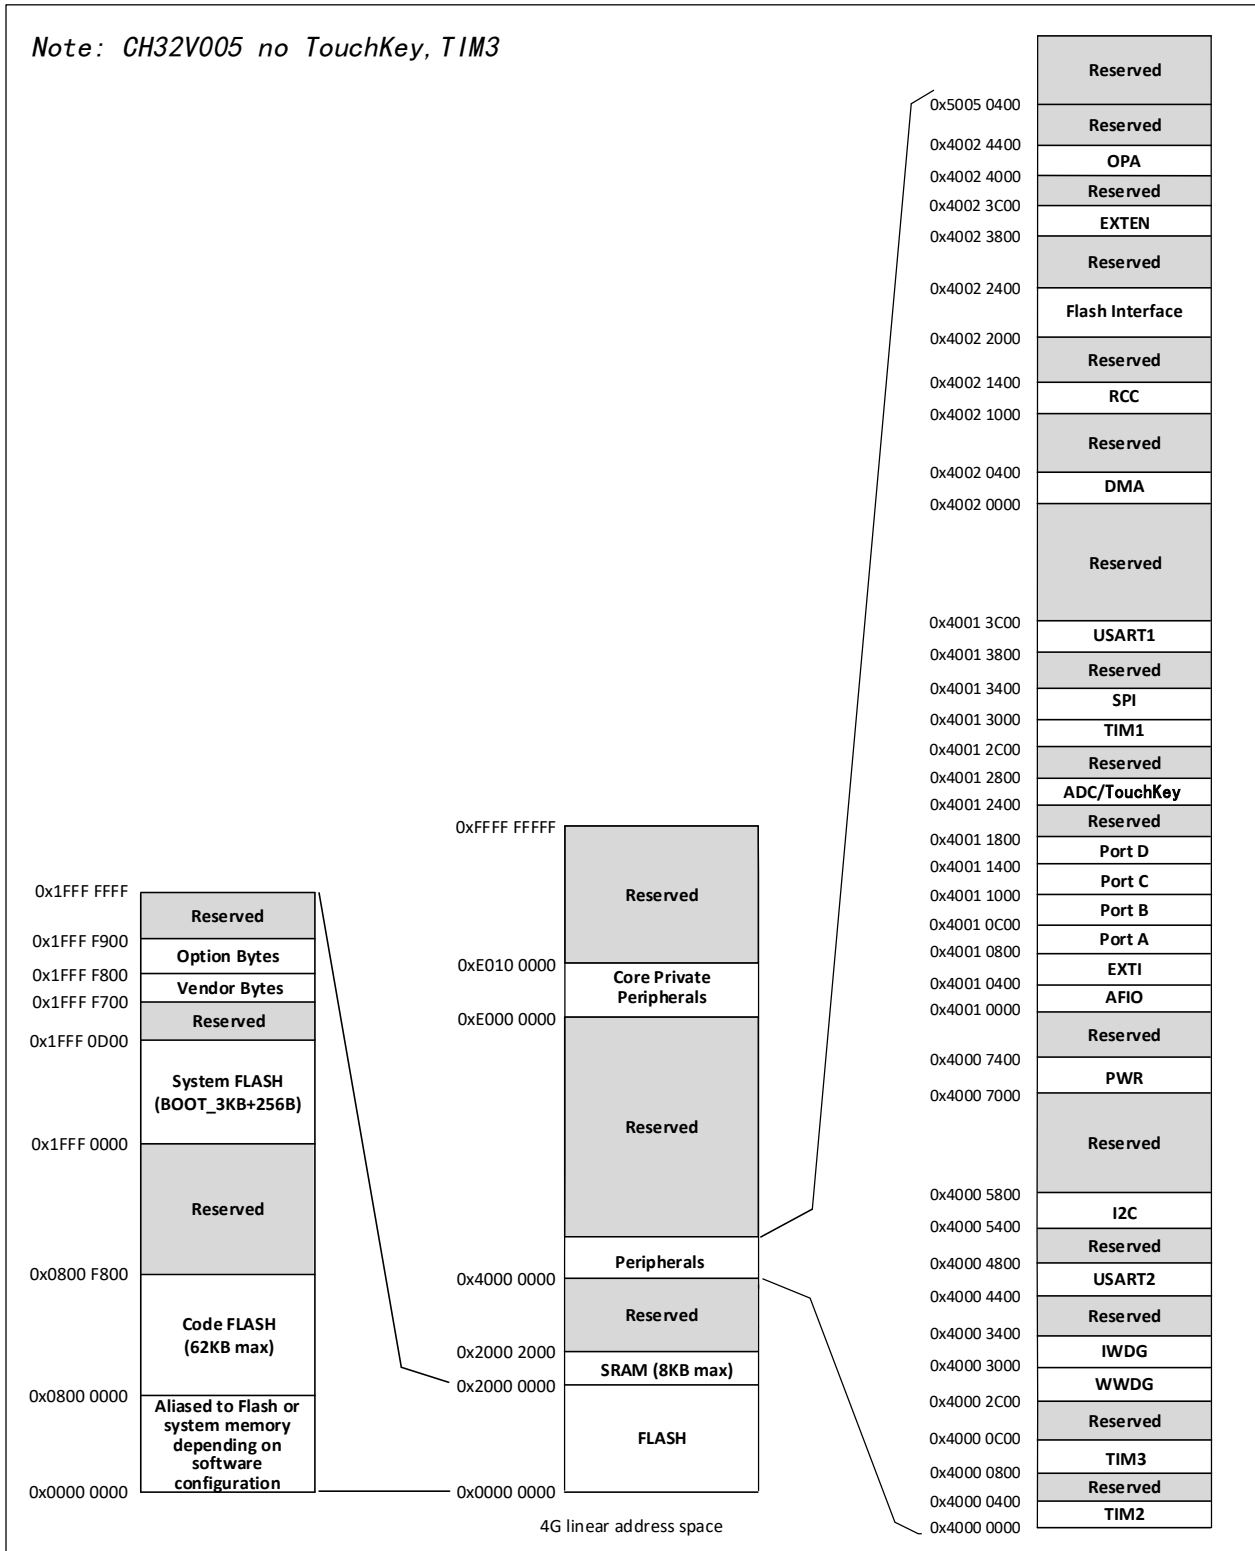 Note: CH32V005 no TouchKey, TIM3
0x1FFF FFFF
Reserved
0x1FFF F900
Option Bytes
0x1FFF F800
Vendor Bytes
0x1FFF F700
Reserved
0x1FFF 0D00
System FLASH
(BOOT_3KB+256B)
0x1FFF 0000
Reserved
0x0800 F800
Code FLASH
(62KB max)
0x0800 0000
Aliased to Flash or
system memory
depending on
software
configuration
0x0000 0000
0xFFFF FFFFF
Reserved
0xE010 0000
Core Private
Peripherals
0xE000 0000
Reserved
Peripherals
0x4000 0000
Reserved
0x2000 2000
SRAM (8KB max)
0x2000 0000
FLASH
0x0000 0000
4G linear address space
Reserved
0x5005 0400
Reserved
0x4002 4400
OPA
0x4002 4000
Reserved
0x4002 3C00
EXTEN
0x4002 3800
Reserved
0x4002 2400
Flash Interface
0x4002 2000
Reserved
0x4002 1400
RCC
0x4002 1000
Reserved
0x4002 0400
DMA
0x4002 0000
Reserved
0x4001 3C00
USART1
0x4001 3800
Reserved
0x4001 3400
SPI
0x4001 3000
TIM1
0x4001 2C00
Reserved
0x4001 2800
ADC/TouchKey
0x4001 2400
Reserved
0x4001 1800
Port D
0x4001 1400
Port C
0x4001 1000
Port B
0x4001 0C00
Port A
0x4001 0800
EXTI
0x4001 0400
AFIO
0x4001 0000
Reserved
0x4000 7400
PWR
0x4000 7000
Reserved
0x4000 5800
I2C
0x4000 5400
Reserved
0x4000 4800
USART2
0x4000 4400
Reserved
0x4000 3400
IWDG
0x4000 3000
WWDG
0x4000 2C00
Reserved
0x4000 0C00
TIM3
0x4000 0800
Reserved
0x4000 0400
TIM2
0x4000 0000